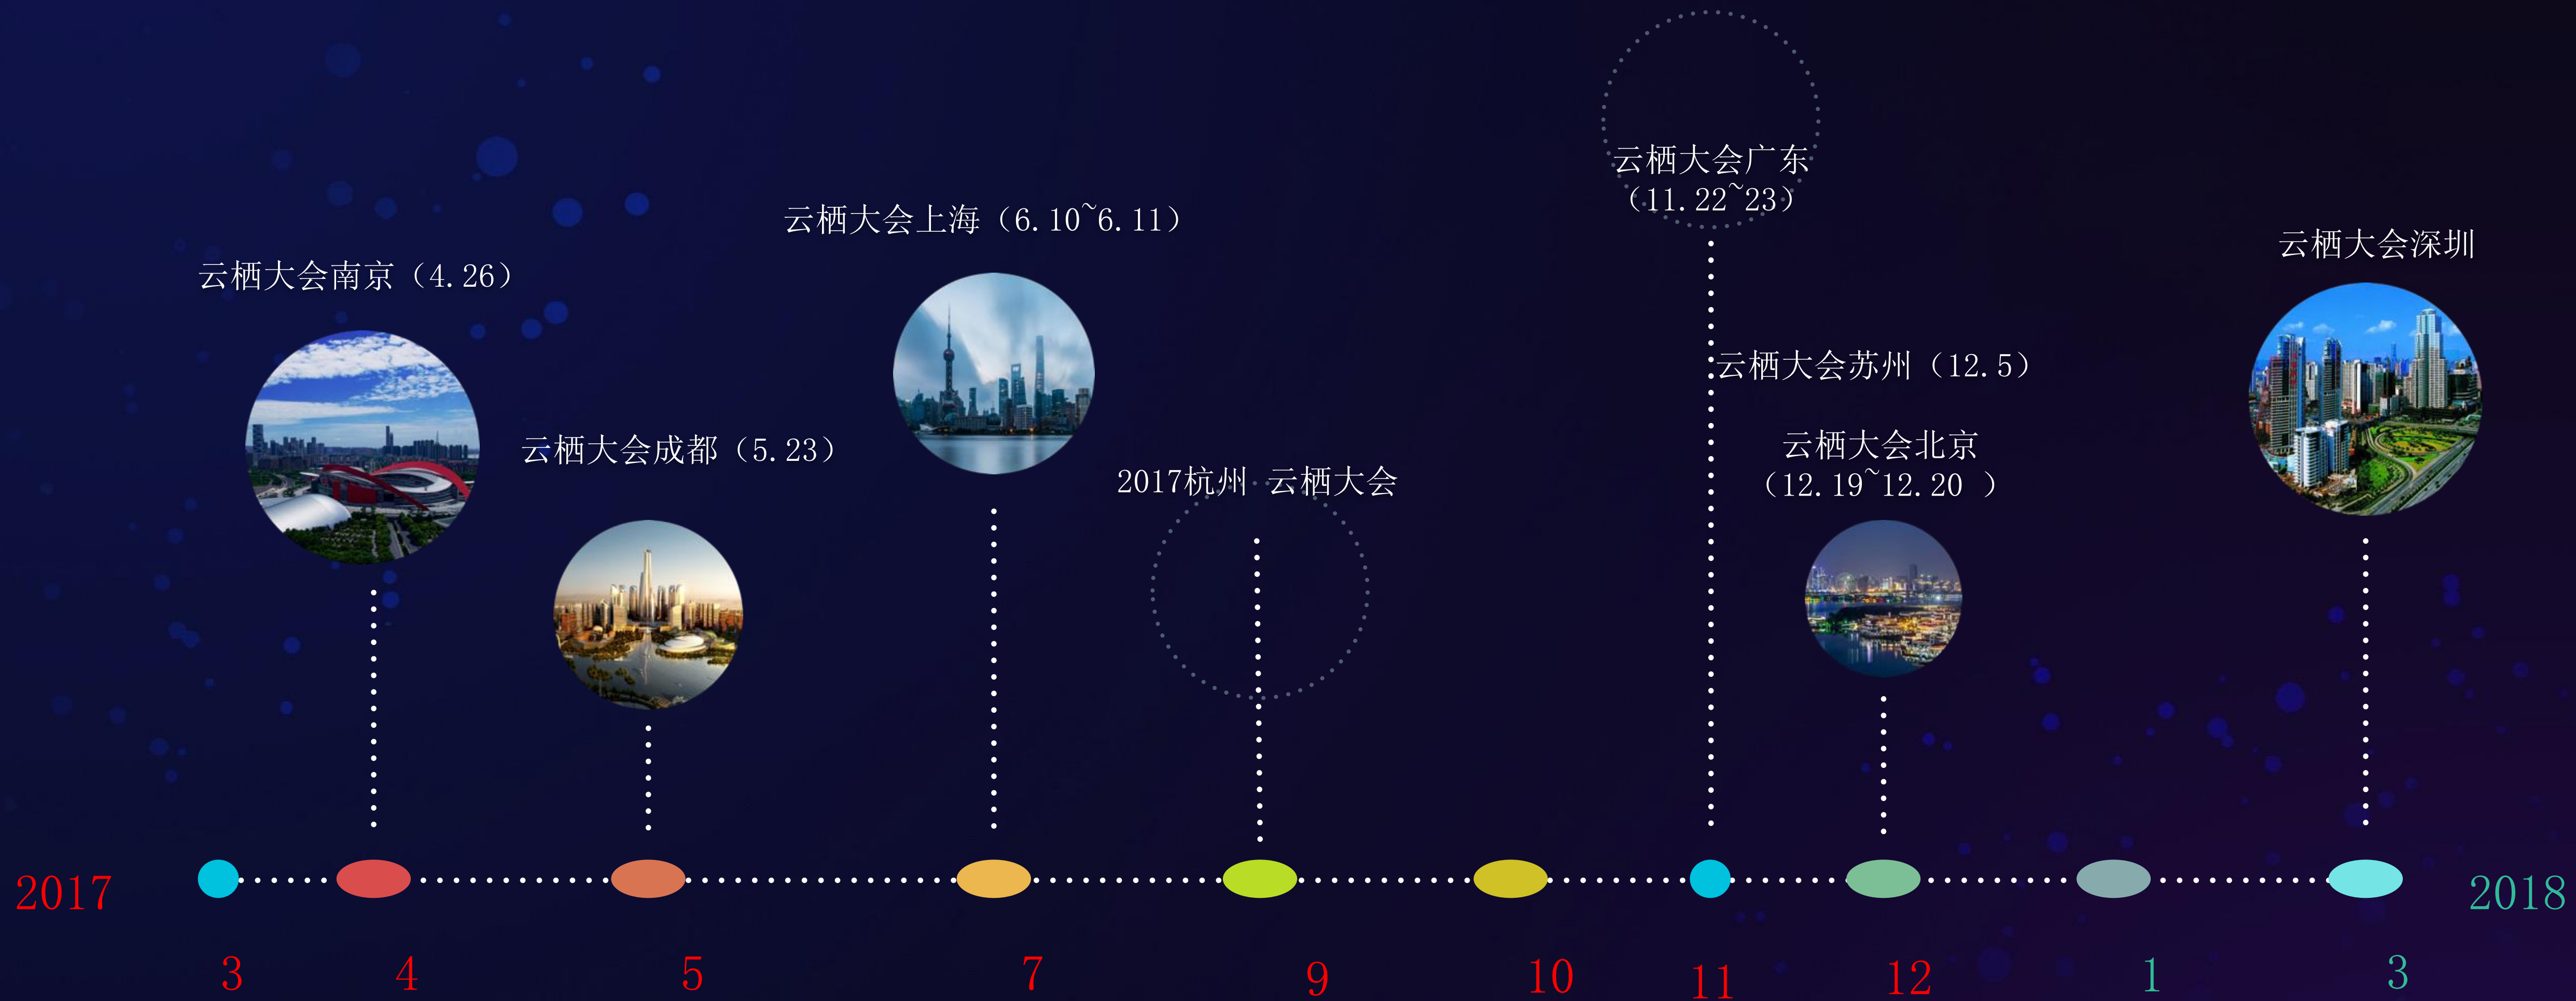 云栖大会广东
（11.22~23）
云栖大会上海（6.10~6.11）
云栖大会深圳
云栖大会南京（4.26）
云栖大会苏州（12.5）
云栖大会成都（5.23）
云栖大会北京
（12.19~12.20 ）
2017杭州 云栖大会
2017
2018
3
4
5
7
9
10
11
12
1
3